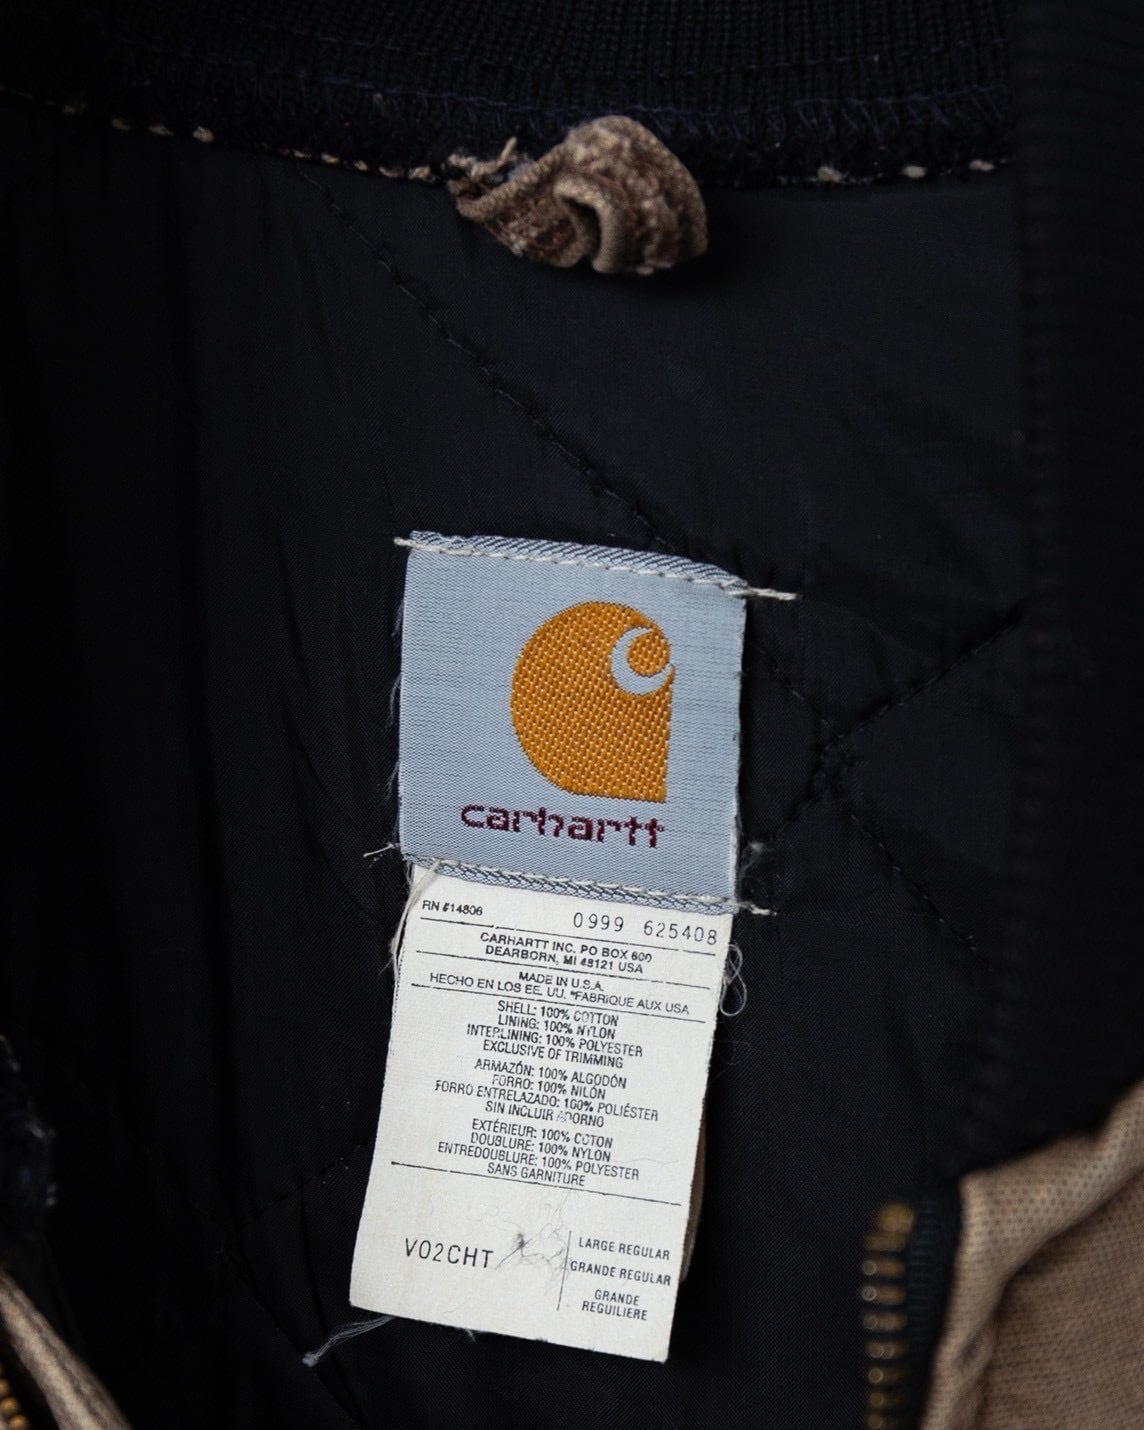 carhartt
RN #14806 0999 625408
CARHARTT INC. PO BOX 600
DEARBORN, MI 48121 USA
MADE IN U.S.A.
HECHO EN LOS EE. UU. *FABRIQUE AUX USA
SHELL: 100% COTTON
LINING: 100% NYLON
INTERLINING: 100% POLYESTER
EXCLUSIVE OF TRIMMING
ARMAZÓN: 100% ALGODÓN
FORRO: 100% NILÓN
FORRO ENTRELAZADO: 100% POLIÉSTER
SIN INCLUIR ADORNO
EXTÉRIEUR: 100% COTON
DOUBLURE: 100% NYLON
ENTREDOUBLURE: 100% POLYESTER
SANS GARNITURE
V02CHT
LARGE REGULAR
GRANDE REGULAR
GRANDE
REGUILIERE